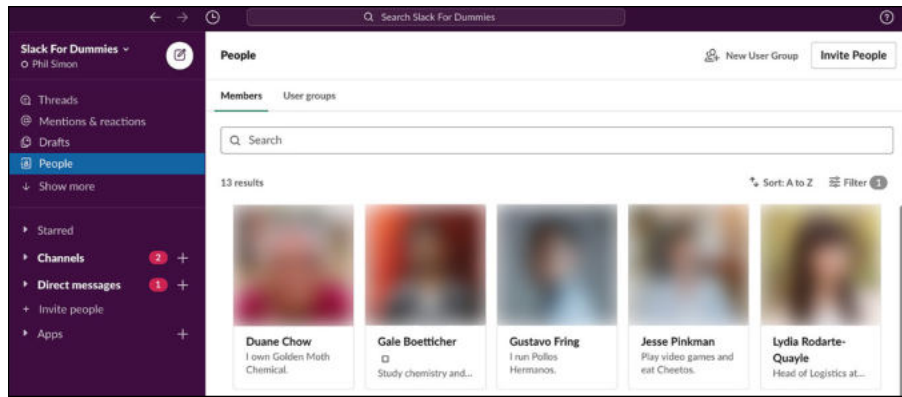 Search Slack For Dummies
Slack For Dummies
Phil Simon
Threads
Mentions & reactions
Drafts
People
Show more
Starred
Channels 2
Direct messages 1
Invite people
Apps
People
New User Group
Invite People
Members User groups
Search
13 results
Sort: A to Z
Filter 1
Duane Chow
I own Golden Moth
Chemical.
Gale Boetticher
Study chemistry and...
Gustavo Fring
I run Pollos
Hermanos.
Jesse Pinkman
Play video games and
eat Cheetos.
Lydia Rodarte-
Quayle
Head of Logistics at...